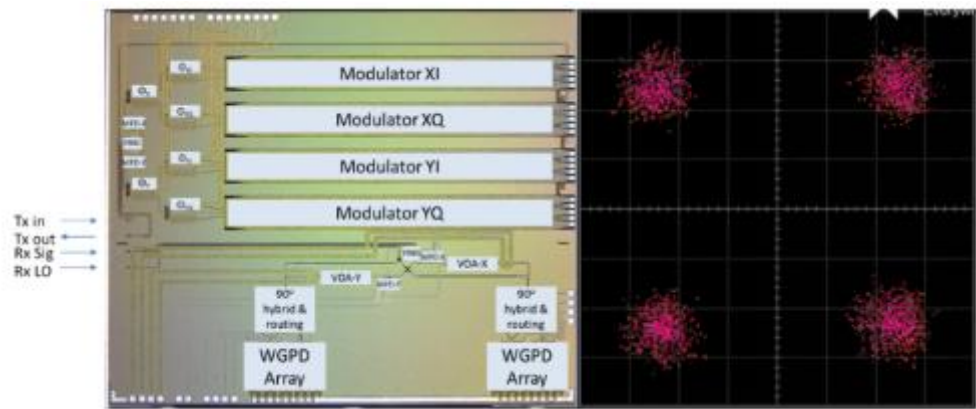 Modulator XI
Modulator XQ
Modulator YI
Modulator YQ
Tx in
Tx out
Rx Sig
Rx LO
VOA-X
VOA-Y
90°
hybrid &
routing
90°
hybrid &
routing
WGPD
Array
WGPD
Array